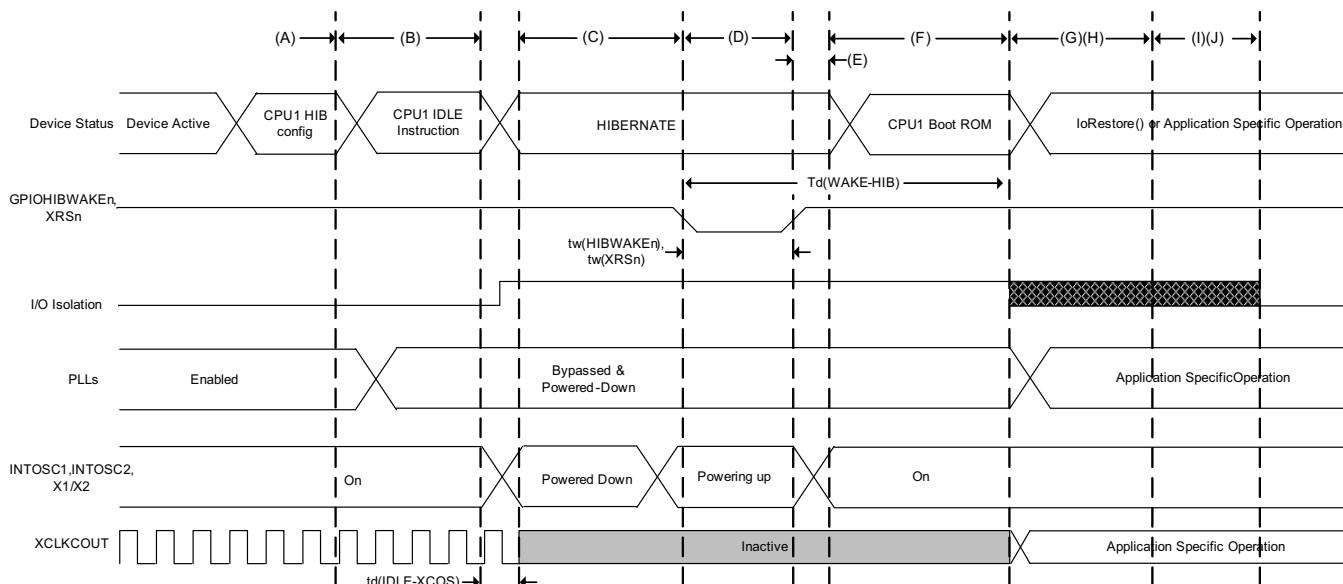 (A)
(B)
(C)
(D)
(E)
(F)
(G)(H)
(I)(J)
Device Status
Device Active
CPU1 HIB
config
CPU1 IDLE
Instruction
HIBERNATE
CPU1 Boot ROM
IoRestore() or Application Specific Operation
Td(WAKE-HIB)
GPIOHIBWAKEn,
XRSn
tw(HIBWAKEn),
tw(XRSn)
I/O Isolation
PLLs
Enabled
Bypassed &
Powered-Down
Application SpecificOperation
INTOSC1,INTOSC2,
X1/X2
On
Powered Down
Powering up
On
XCLKCOUT
Inactive
Application Specific Operation
td(IDLE-XCOS)